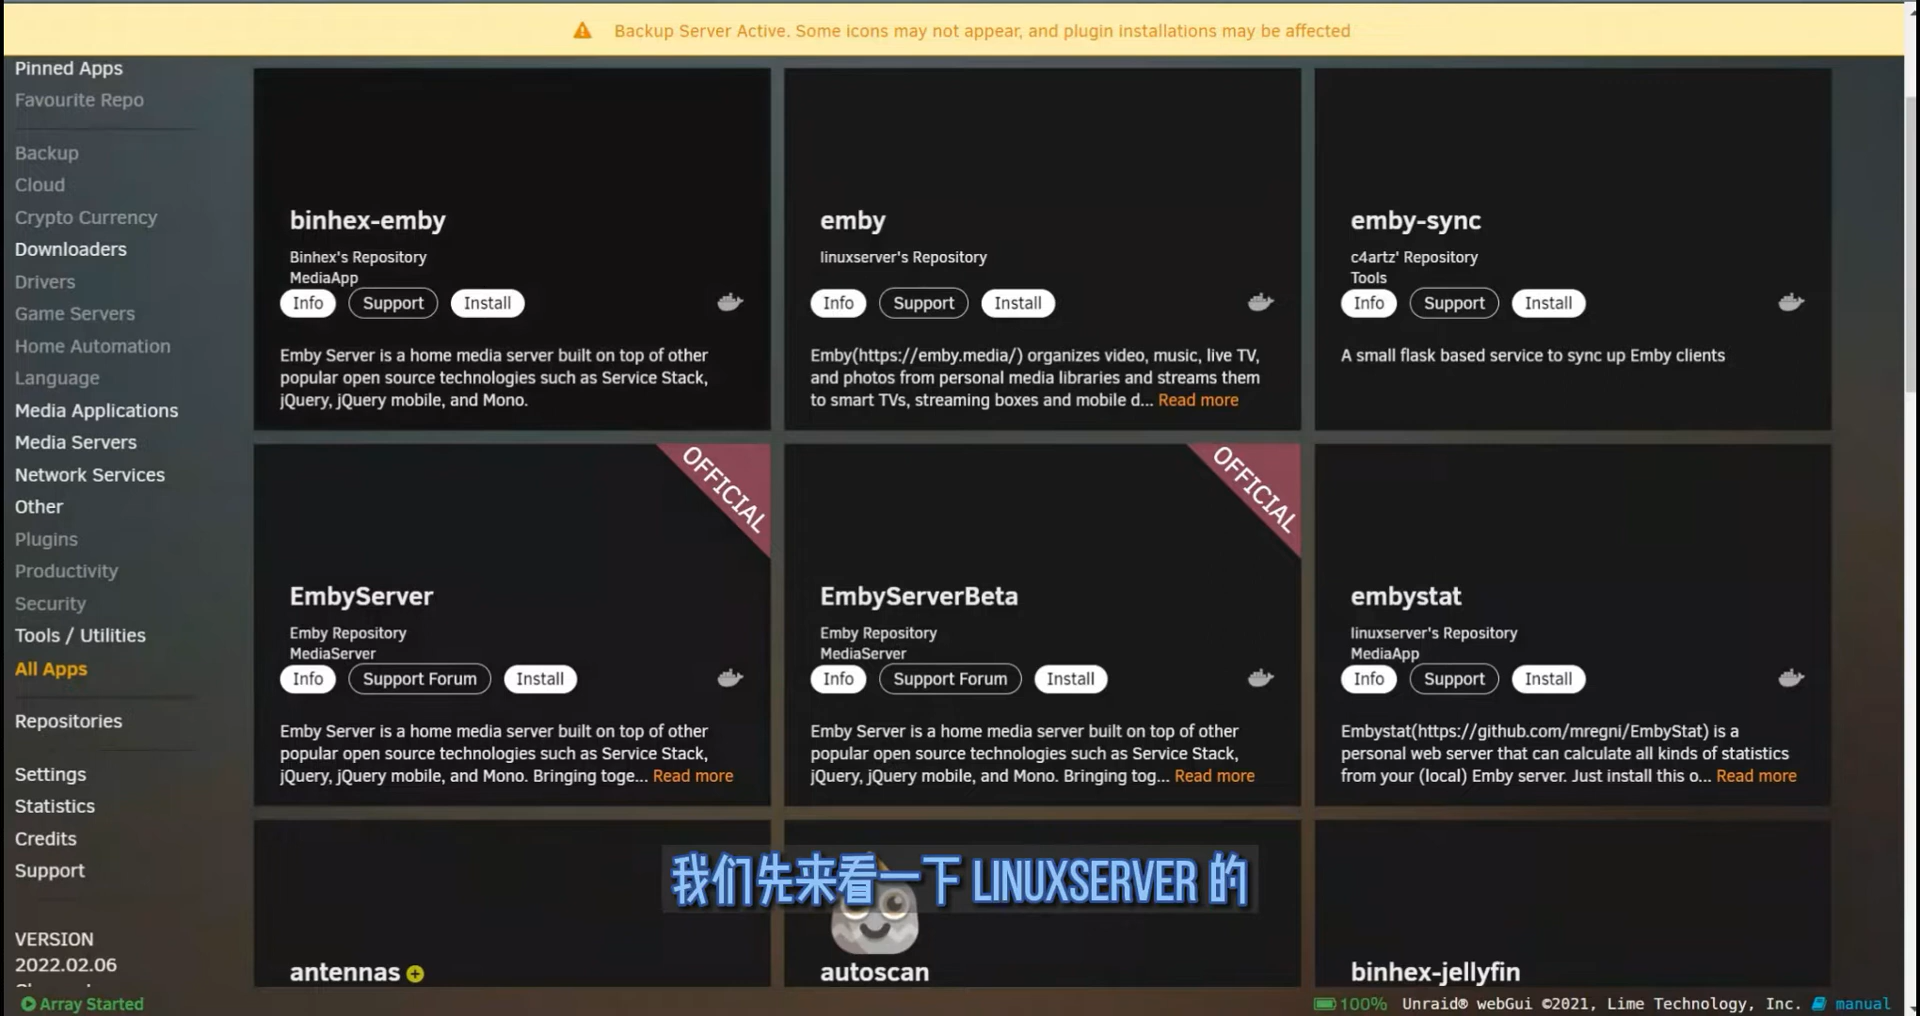 Backup Server Active. Some icons may not appear, and plugin installations may be affected
Pinned Apps
Favourite Repo
Backup
Cloud
Crypto Currency
Downloaders
Drivers
Game Servers
Home Automation
Language
Media Applications
Media Servers
Network Services
Other
Plugins
Productivity
Security
Tools / Utilities
All Apps
Repositories
Settings
Statistics
Credits
Support
VERSION
2022.02.06
binhex-emby
Binhex's Repository
MediaApp
Info Support Install
Emby Server is a home media server built on top of other
popular open source technologies such as Service Stack,
jQuery, jQuery mobile, and Mono.
emby
linuxserver's Repository
Info Support Install
Emby(https://emby.media/) organizes video, music, live TV,
and photos from personal media libraries and streams them
to smart TVs, streaming boxes and mobile d... Read more
emby-sync
c4artz' Repository
Tools
Info Support Install
A small flask based service to sync up Emby clients
OFFICIAL
EmbyServer
Emby Repository
MediaServer
Info Support Forum Install
Emby Server is a home media server built on top of other
popular open source technologies such as Service Stack,
jQuery, jQuery mobile, and Mono. Bringing toge... Read more
OFFICIAL
EmbyServerBeta
Emby Repository
MediaServer
Info Support Forum Install
Emby Server is a home media server built on top of other
popular open source technologies such as Service Stack,
jQuery, jQuery mobile, and Mono. Bringing tog... Read more
embystat
linuxserver's Repository
MediaApp
Info Support Install
Embystat(https://github.com/mregni/EmbyStat) is a
personal web server that can calculate all kinds of statistics
from your (local) Emby server. Just install this o... Read more
我们先来看一下 LINUXSERVER 的
antennas
autoscan
binhex-jellyfin
Array Started
100% Unraid® webGui ©2021, Lime Technology, Inc. manual